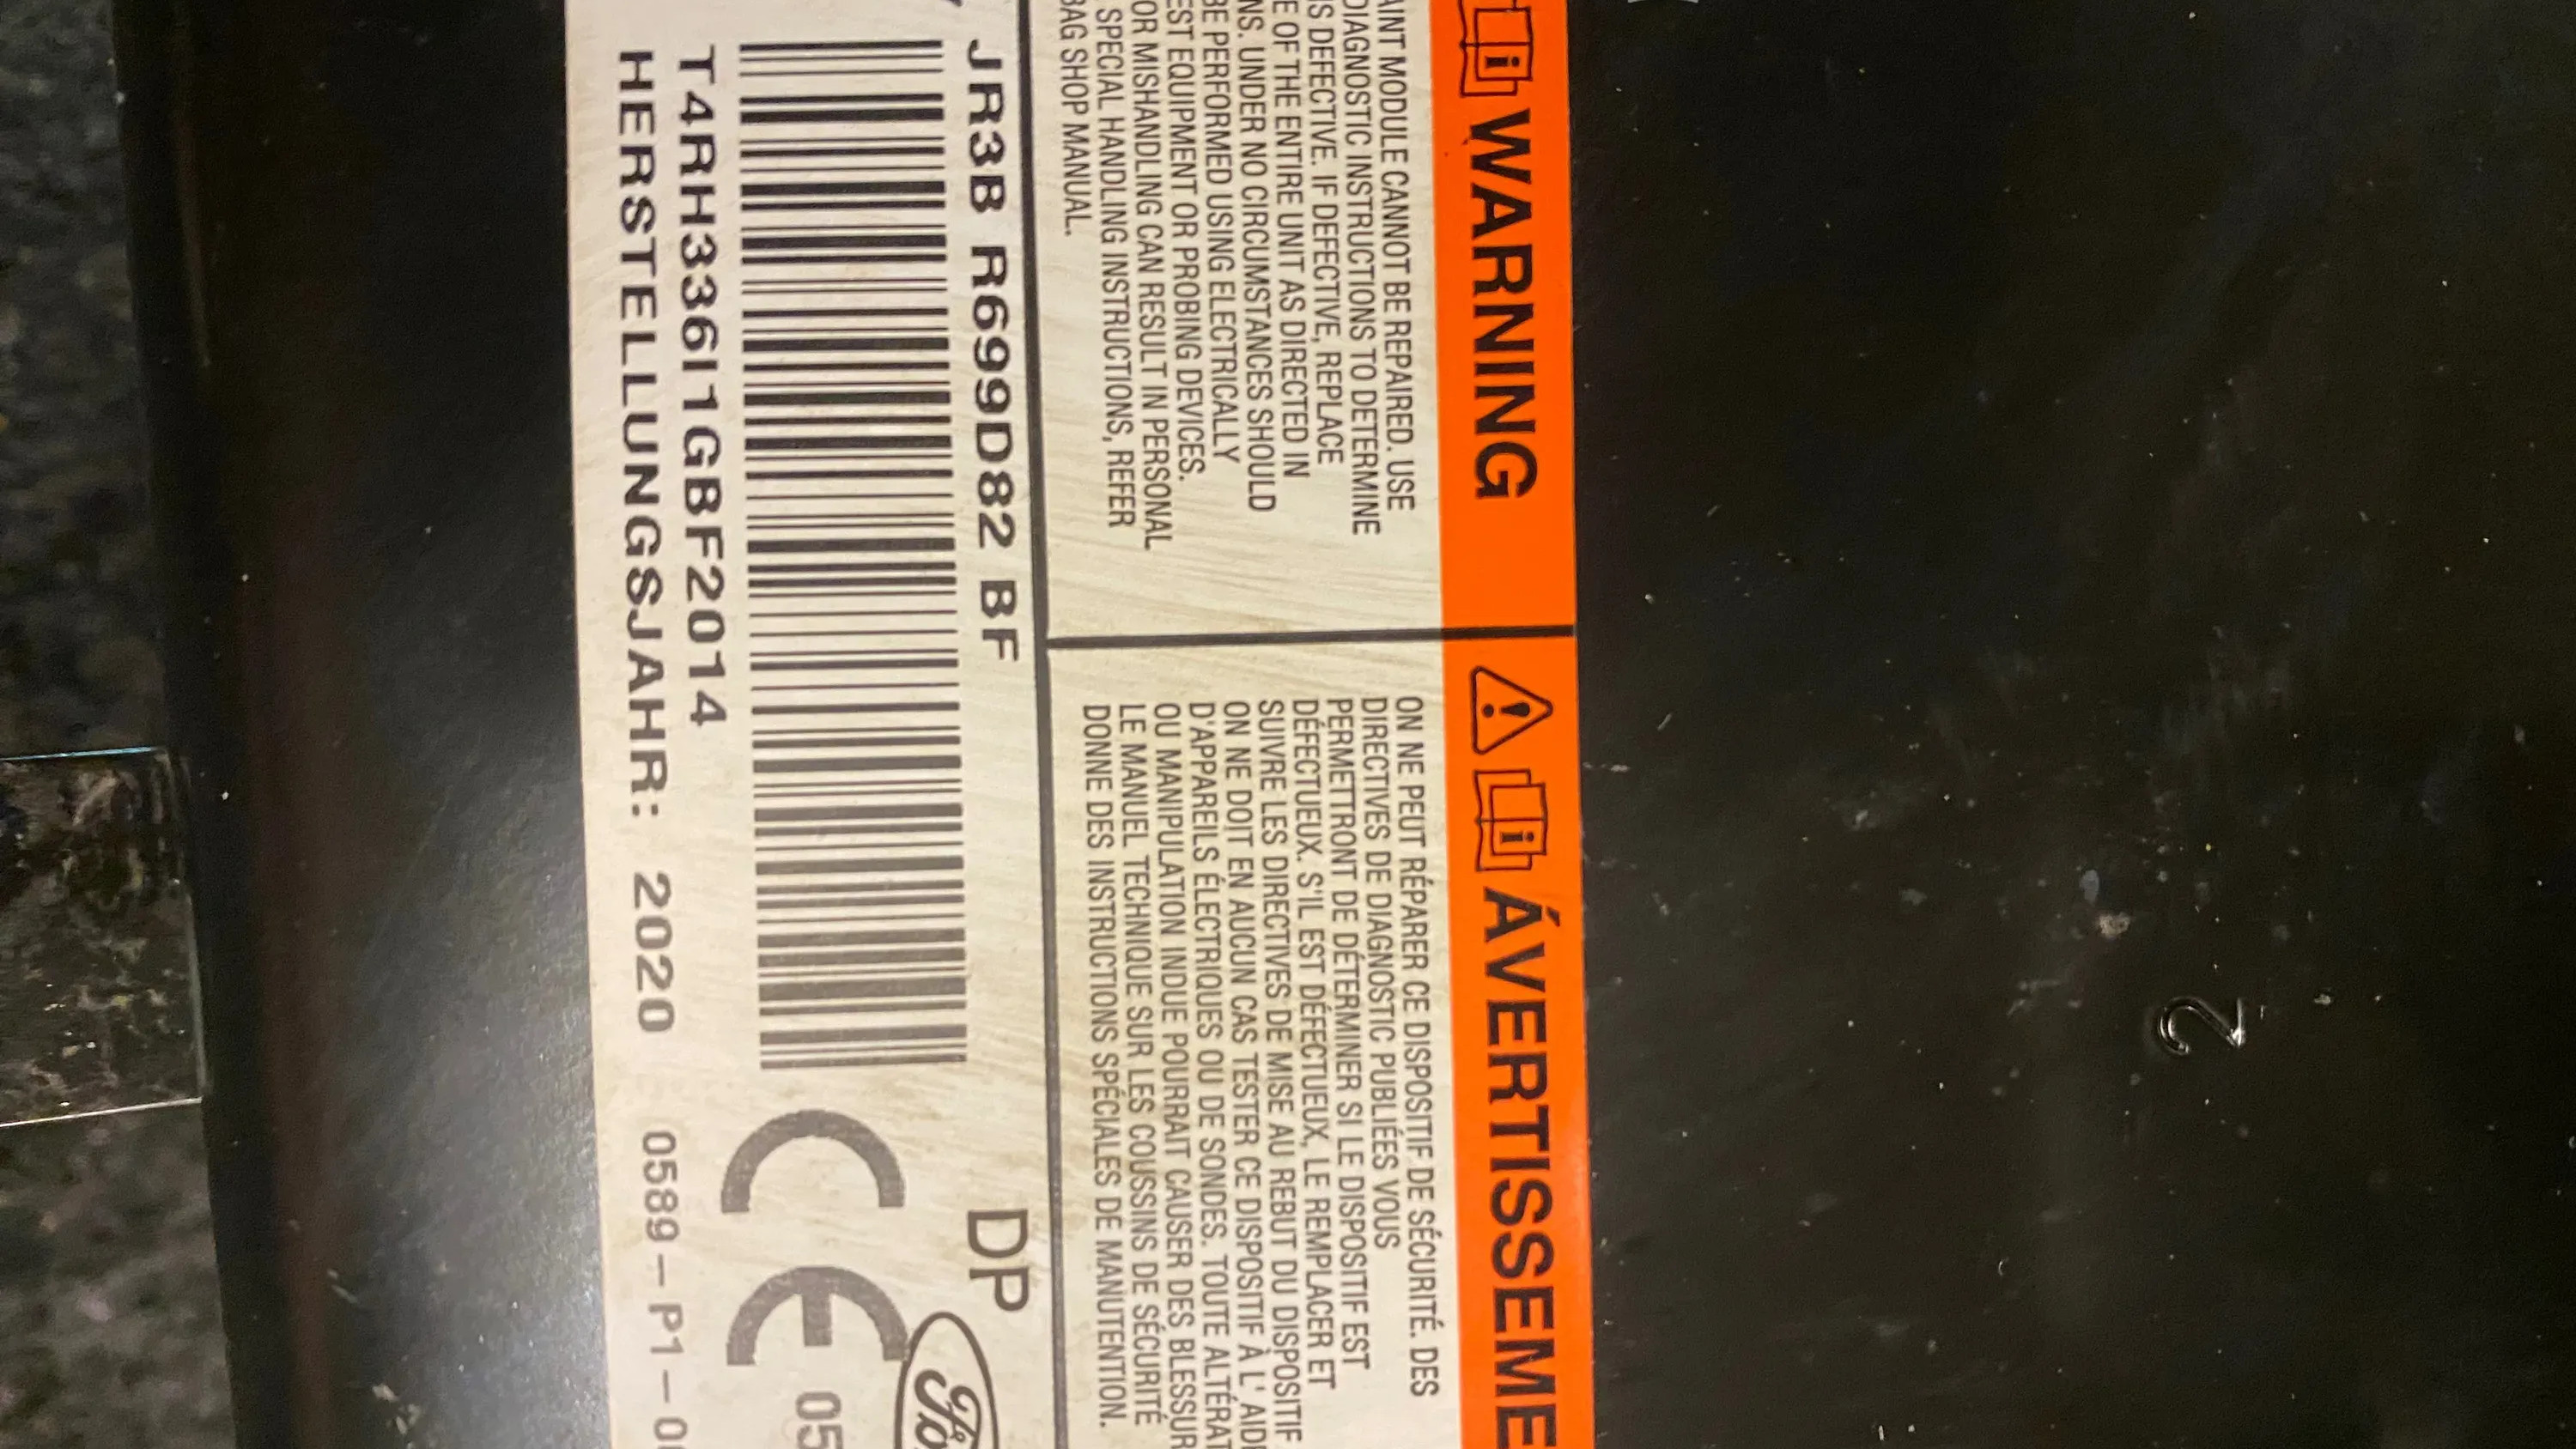 WARNING
MODULE CANNOT BE REPAIRED. USE
DIAGNOSTIC INSTRUCTIONS TO DETERMINE
IS DEFECTIVE. IF DEFECTIVE, REPLACE
OF THE ENTIRE UNIT AS DIRECTED IN
UNDER NO CIRCUMSTANCES SHOULD
BE PERFORMED USING ELECTRICALLY
EQUIPMENT OR PROBING DEVICES.
OR MISHANDLING CAN RESULT IN PERSONAL
SPECIAL HANDLING INSTRUCTIONS, REFER
BAG SHOP MANUAL.
ÁVERTISSEME
ON NE PEUT RÉPARER CE DISPOSITIF DE SÉCURITÉ. DES
DIRECTIVES DE DIAGNOSTIC PUBLIÉES VOUS
PERMETTRONT DE DÉTERMINER SI LE DISPOSITIF EST
DÉFECTUEUX. S'IL EST DÉFECTUEUX, LE REMPLACER ET
SUIVRE LES DIRECTIVES DE MISE AU REBUT DU DISPOSITIF
ON NE DOIT EN AUCUN CAS TESTER CE DISPOSITIF À L' AIDE
D'APPAREILS ÉLECTRIQUES OU DE SONDES. TOUTE ALTÉRAT
OU MANIPULATION INDUE POURRAIT CAUSER DES BLESSUR
LE MANUEL TECHNIQUE SUR LES COUSSINS DE SÉCURITÉ
DONNE DES INSTRUCTIONS SPÉCIALES DE MANUTENTION.
JR3B R699D82 BF
DP
Fo
CE 05
T4RH336I1GBF2014
HERSTELLUNGSJAHR: 2020 0589-P1-0
2